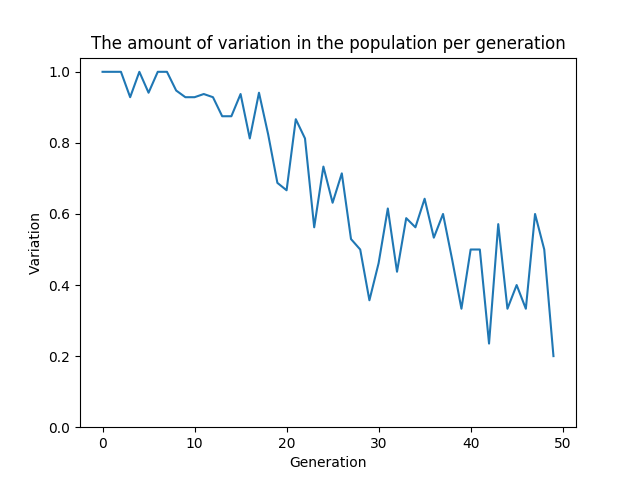 The amount of variation in the population per generation
1.0
0.8
0.6
0.4
0.2
0.0
Variation
0 10 20 30 40 50
Generation